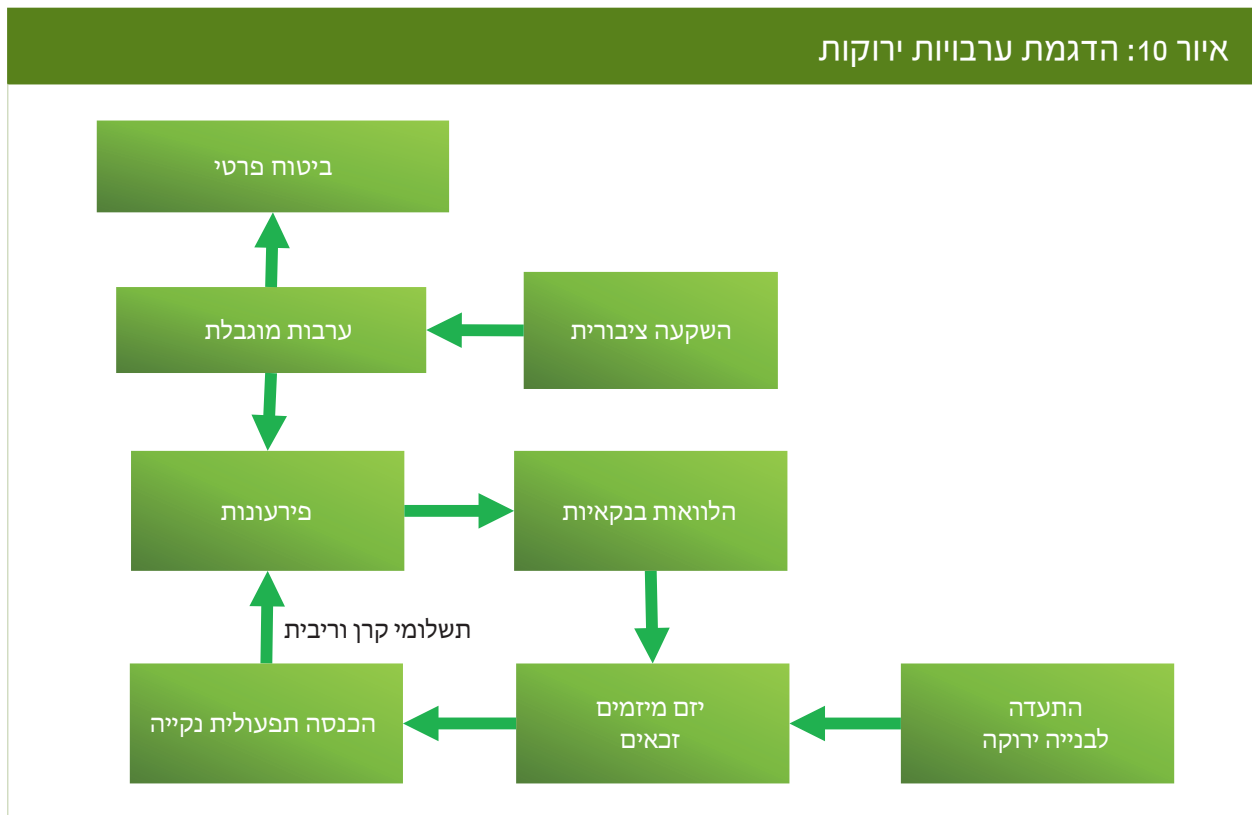 איור 10: הדגמת ערבויות ירוקות
ביטוח פרטי
השקעה ציבורית
ערבות מוגבלת
הלוואות בנקאיות
פירעונות
תשלומי קרן וריבית
התעדה
לבנייה ירוקה
יזם מיזמים
זכאים
הכנסה תפעולית נקייה